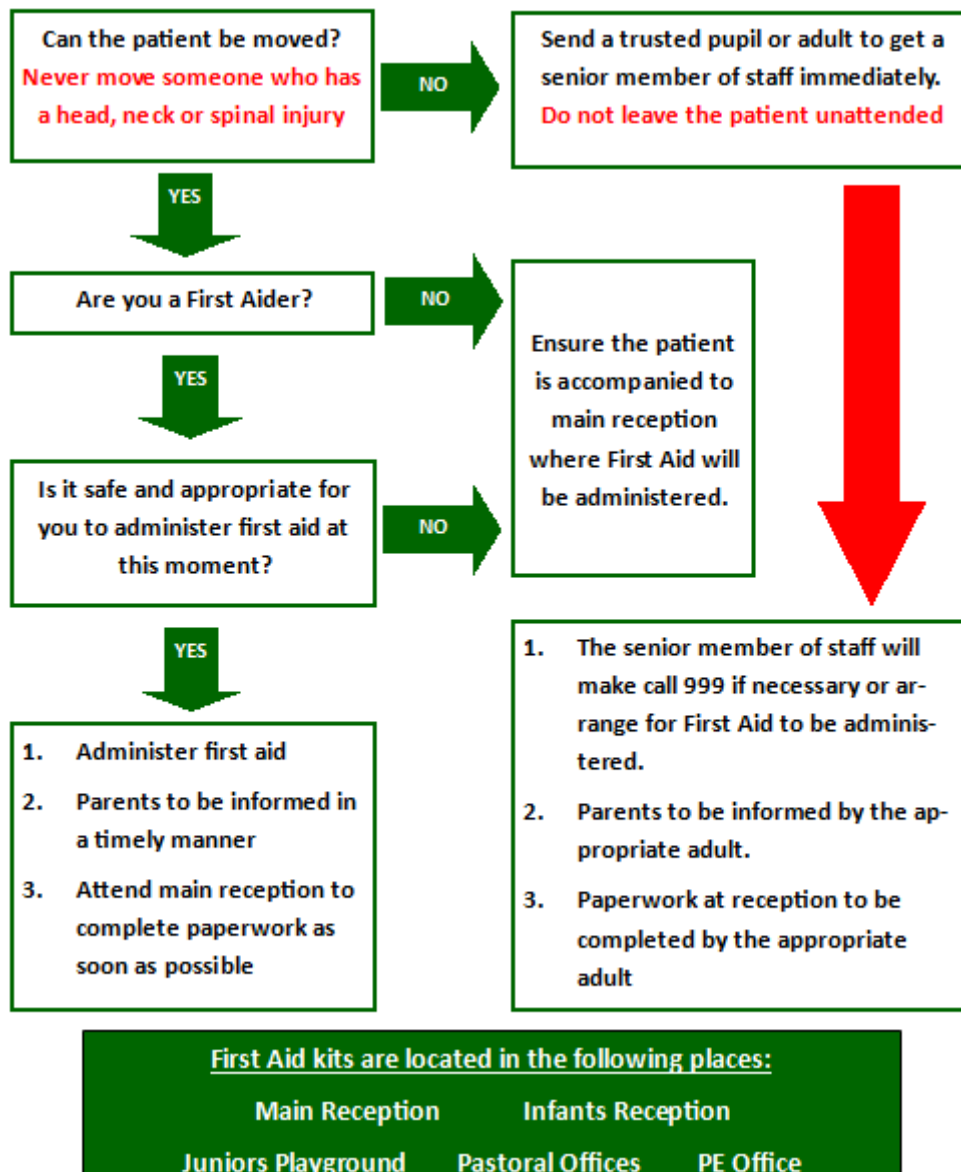 Can the patient be moved?
Never move someone who has
a head, neck or spinal injury
NO
Send a trusted pupil or adult to get a
senior member of staff immediately.
Do not leave the patient unattended
YES
Are you a First Aider?
NO
Ensure the patient
is accompanied to
main reception
where First Aid will
be administered.
YES
Is it safe and appropriate for
you to administer first aid at
this moment?
NO
YES
1. Administer first aid
2. Parents to be informed in
a timely manner
3. Attend main reception to
complete paperwork as
soon as possible
1. The senior member of staff will
make call 999 if necessary or ar-
range for First Aid to be adminis-
tered.
2. Parents to be informed by the ap-
propriate adult.
3. Paperwork at reception to be
completed by the appropriate
adult
First Aid kits are located in the following places:
Main Reception Infants Reception
Juniors Playground Pastoral Offices PE Office